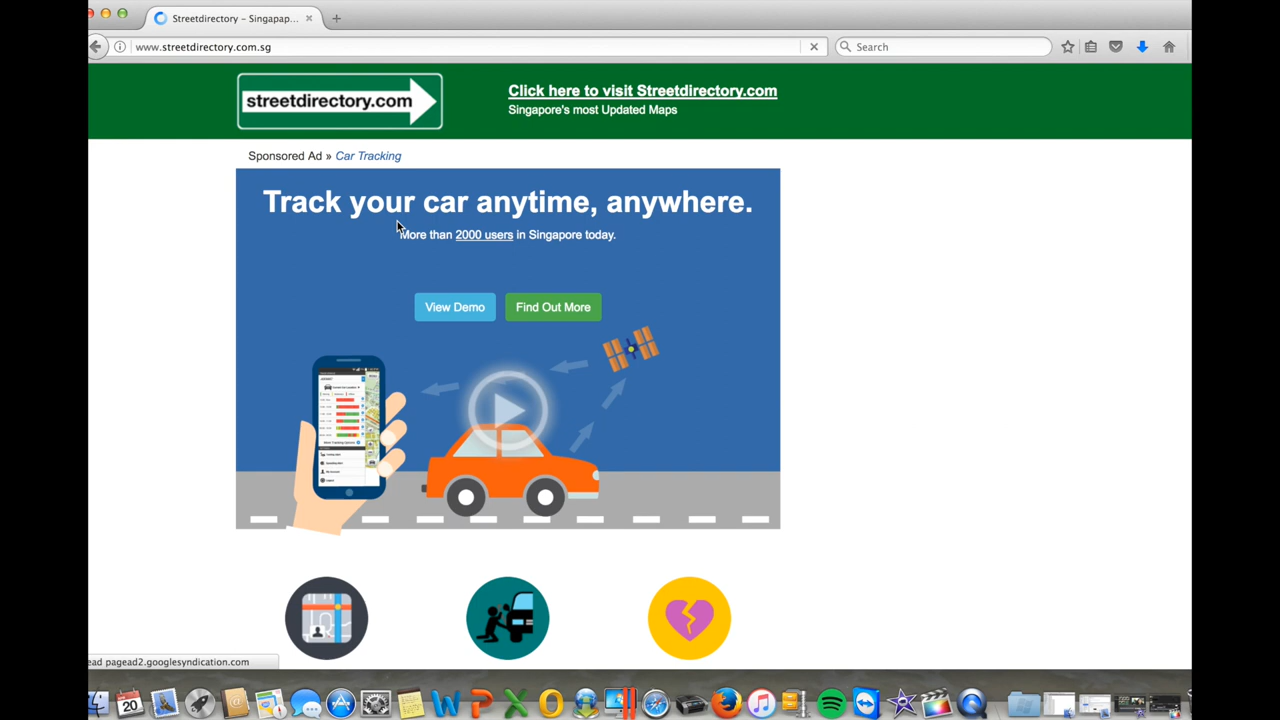 Streetdirectory – Singapap...
www.streetdirectory.com.sg
Search
streetdirectory.com
Click here to visit Streetdirectory.com
Singapore's most Updated Maps
Sponsored Ad » Car Tracking
Track your car anytime, anywhere.
More than 2000 users in Singapore today.
View Demo
Find Out More
ead pagead2.googlesyndication.com
20